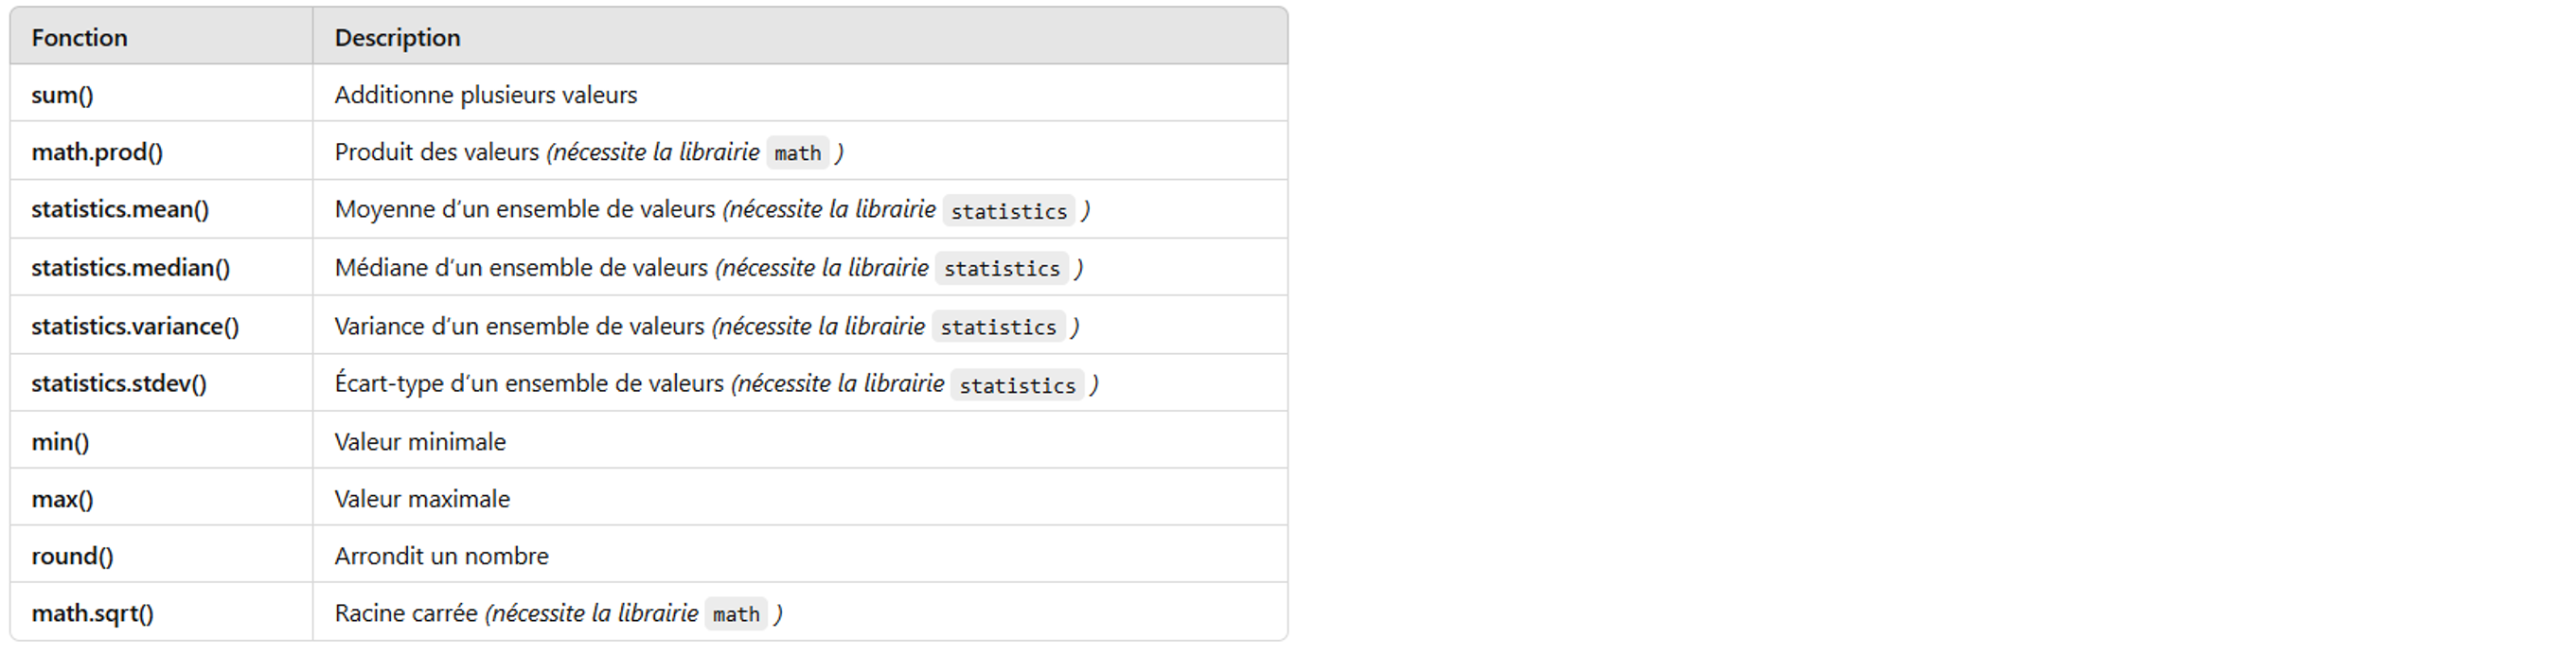 Fonction Description
sum() Additionne plusieurs valeurs
math.prod() Produit des valeurs (nécessite la librairie math )
statistics.mean() Moyenne d’un ensemble de valeurs (nécessite la librairie statistics )
statistics.median() Médiane d’un ensemble de valeurs (nécessite la librairie statistics )
statistics.variance() Variance d’un ensemble de valeurs (nécessite la librairie statistics )
statistics.stdev() Écart-type d’un ensemble de valeurs (nécessite la librairie statistics )
min() Valeur minimale
max() Valeur maximale
round() Arrondit un nombre
math.sqrt() Racine carrée (nécessite la librairie math )